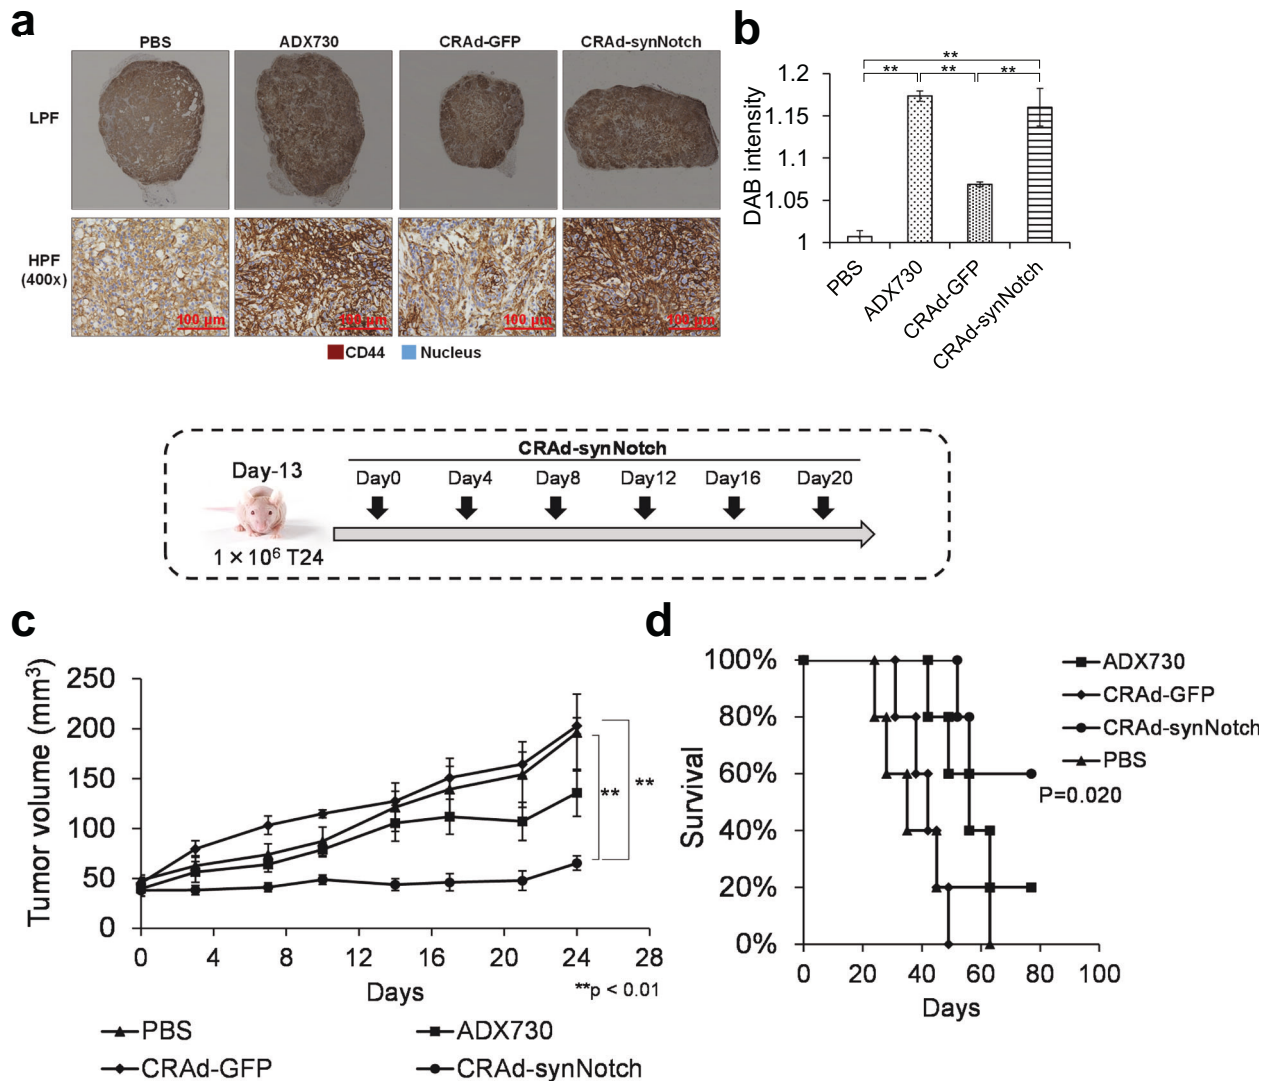 a
PBS
ADX730
CRAd-GFP
CRAd-synNotch
LPF
HPF
(400x)
100 µm
100 µm
100 µm
100 µm
CD44
Nucleus
b
**
** ** **
DAB intensity
1.2
1.15
1.1
1.05
1
PBS
ADX730
CRAd-GFP
CRAd-synNotch
CRAd-synNotch
Day-13
Day0
Day4
Day8
Day12
Day16
Day20
1 × 10⁶ T24
c
Tumor volume (mm³)
250
200
150
100
50
0
0 4 8 12 16 20 24 28
Days
**
**
**p < 0.01
PBS
ADX730
CRAd-GFP
CRAd-synNotch
d
Survival
100%
80%
60%
40%
20%
0%
0 20 40 60 80 100
Days
ADX730
CRAd-GFP
CRAd-synNotch
PBS
P=0.020